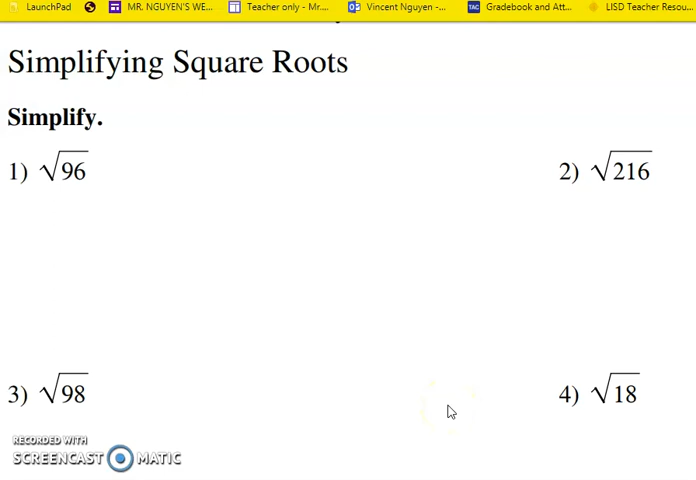 LaunchPad MR. NGUYEN'S WE... Teacher only - Mr.... Vincent Nguyen -... TAC Gradebook and Att... LISD Teacher Resou...
Simplifying Square Roots
Simplify.
1) √96 2) √216
3) √98 4) √18
RECORDED WITH
SCREENCAST MATIC